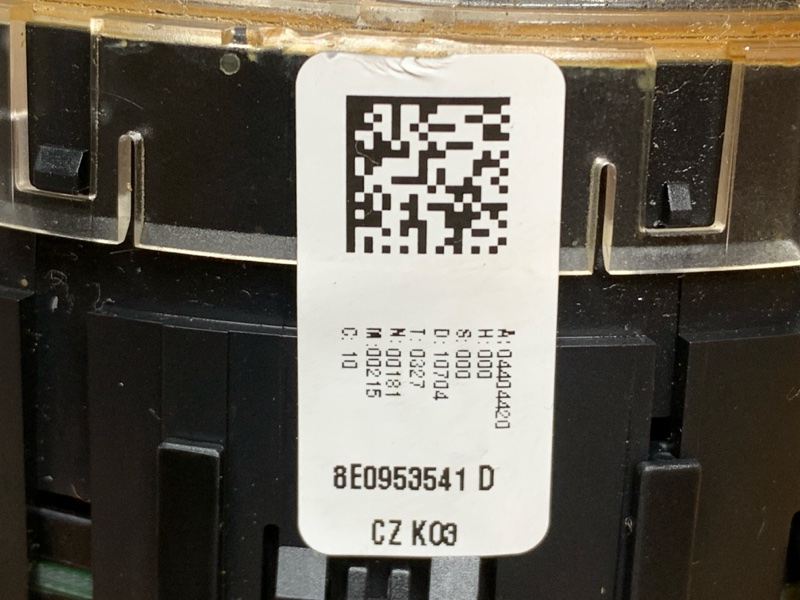 A: 04404420
H: 000
S: 000
D: 10704
T: 0327
N: 00181
M: 00215
C: 10
8E0953541 D
CZ K03